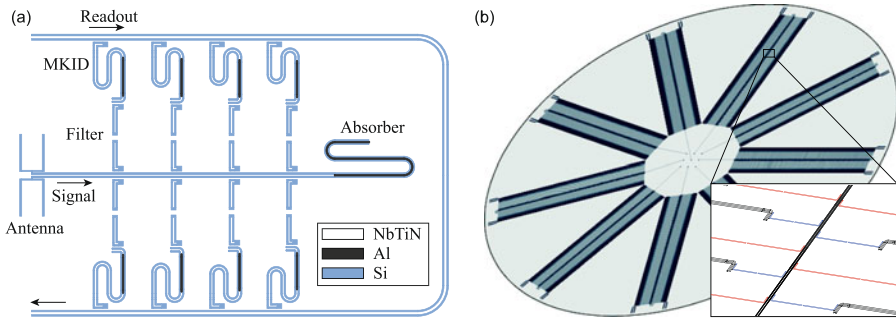 (a)
Readout
MKID
Filter
Absorber
Signal
Antenna
NbTiN
Al
Si
(b)